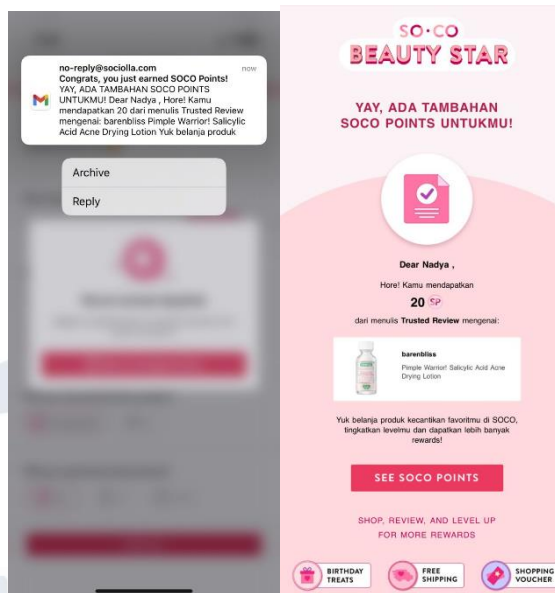 no-reply@sociolla.com
now
Congrats, you just earned SOCO Points!
YAY, ADA TAMBAHAN SOCO POINTS
UNTUKMU! Dear Nadya , Hore! Kamu
mendapatkan 20 dari menulis Trusted Review
mengenai: barenbliss Pimple Warrior! Salicylic
Acid Acne Drying Lotion Yuk belanja produk
Archive
Reply
SO•CO
BEAUTY STAR
YAY, ADA TAMBAHAN
SOCO POINTS UNTUKMU!
Dear Nadya ,
Hore! Kamu mendapatkan
20 SP
dari menulis Trusted Review mengenai:
barenbliss
Pimple Warrior! Salicylic Acid Acne
Drying Lotion
Yuk belanja produk kecantikan favoritmu di SOCO,
tingkatkan levelmu dan dapatkan lebih banyak
rewards!
SEE SOCO POINTS
SHOP, REVIEW, AND LEVEL UP
FOR MORE REWARDS
BIRTHDAY
TREATS
FREE
SHIPPING
SHOPPING
VOUCHER